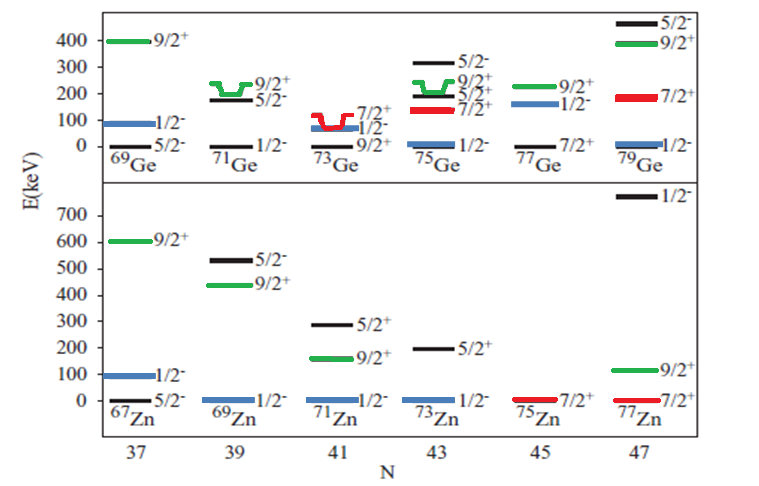 400 9/2⁺ 9/2⁺ 7/2⁺ 5/2⁻ 9/2⁺ 5/2⁻
300 5/2⁻ 9/2⁺ 1/2⁻ 9/2⁺
200 1/2⁻ 1/2⁻ 5/2⁺ 7/2⁺
100 7/2⁺
0 5/2⁻ 1/2⁻ 9/2⁺ 1/2⁻ 7/2⁺ 1/2⁻
⁶⁹Ge ⁷¹Ge ⁷³Ge ⁷⁵Ge ⁷⁷Ge ⁷⁹Ge
E(keV)
700 1/2⁻
600 9/2⁺
500 5/2⁻
400 9/2⁺
300 5/2⁺
200 9/2⁺ 5/2⁺
100 1/2⁻ 9/2⁺
0 5/2⁻ 1/2⁻ 1/2⁻ 1/2⁻ 7/2⁺ 7/2⁺
⁶⁷Zn ⁶⁹Zn ⁷¹Zn ⁷³Zn ⁷⁵Zn ⁷⁷Zn
37 39 41 43 45 47
N